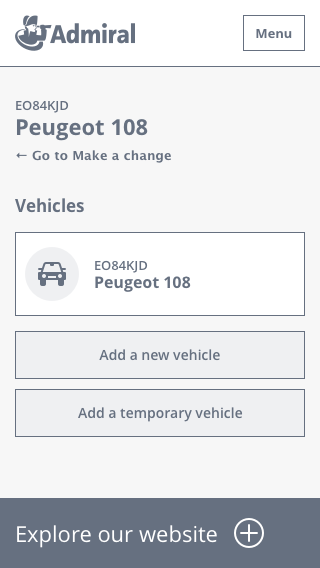 Admiral
Menu
EO84KJD
Peugeot 108
← Go to Make a change
Vehicles
EO84KJD
Peugeot 108
Add a new vehicle
Add a temporary vehicle
Explore our website